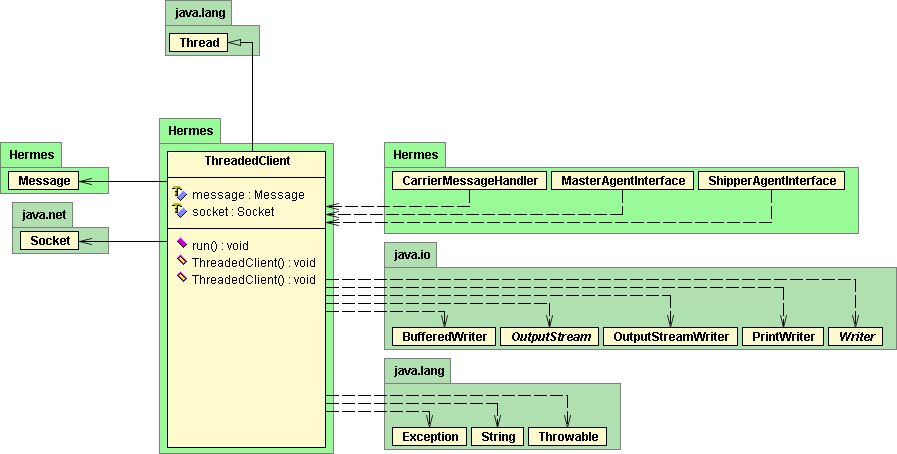 java.lang
Thread
Hermes
ThreadedClient
message : Message
socket : Socket
run() : void
ThreadedClient() : void
ThreadedClient() : void
Hermes
Message
java.net
Socket
Hermes
CarrierMessageHandler
MasterAgentInterface
ShipperAgentInterface
java.io
BufferedWriter
OutputStream
OutputStreamWriter
PrintWriter
Writer
java.lang
Exception
String
Throwable